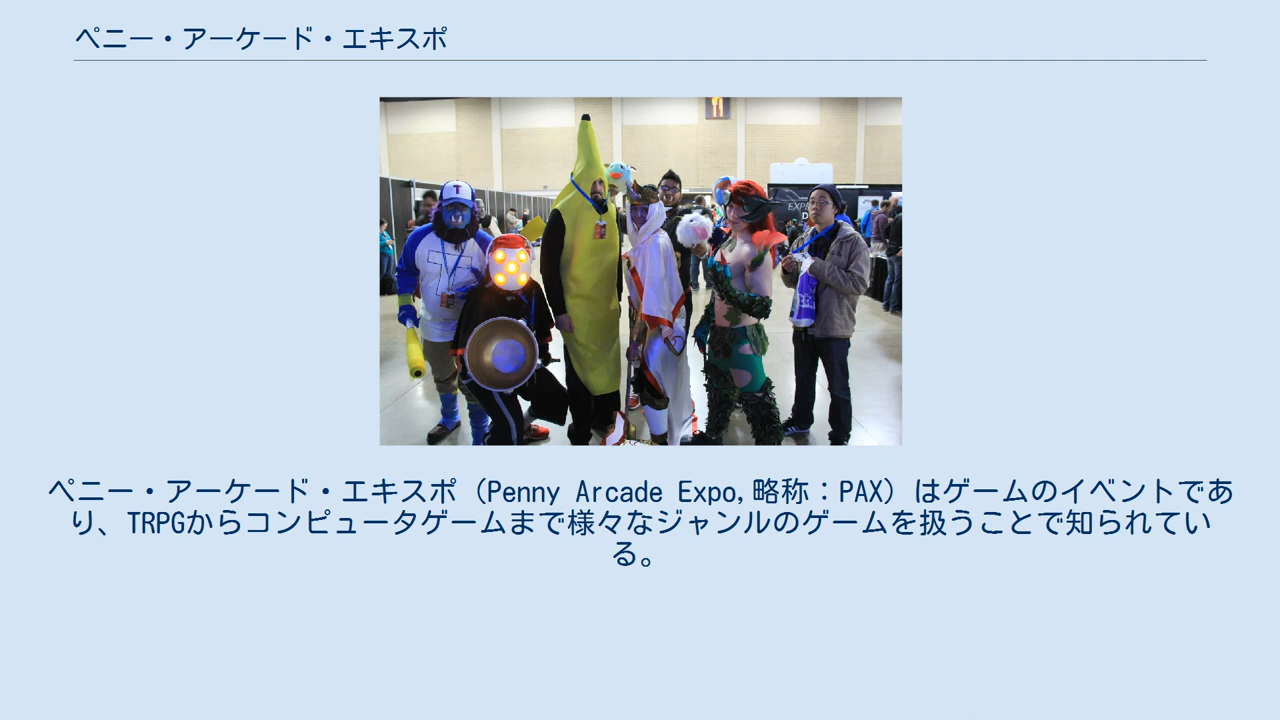 ペニー・アーケード・エキスポ
T
ペニー・アーケード・エキスポ（Penny Arcade Expo,略称：PAX）はゲームのイベントであ
り、TRPGからコンピュータゲームまで様々なジャンルのゲームを扱うことで知られてい
る。